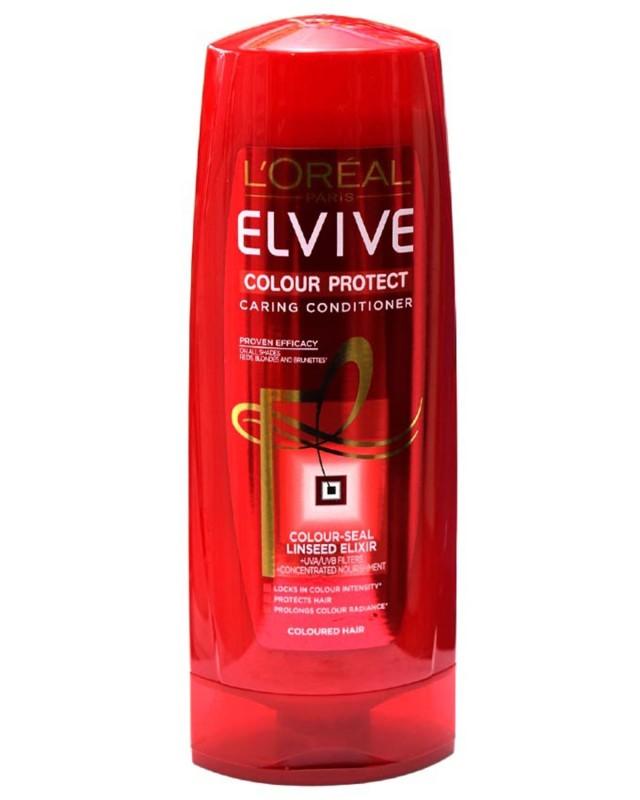 L'ORÉAL
PARIS
ELVIVE
COLOUR PROTECT
CARING CONDITIONER
PROVEN EFFICACY
ON ALL SHADES
REDS, BLONDES AND BRUNETTES*
COLOUR-SEAL
LINSEED ELIXIR
+UVA/UVB FILTERS
+CONCENTRATED NOURISHMENT
LOCKS IN COLOUR INTENSITY*
PROTECTS HAIR
PROLONGS COLOUR RADIANCE*
COLOURED HAIR